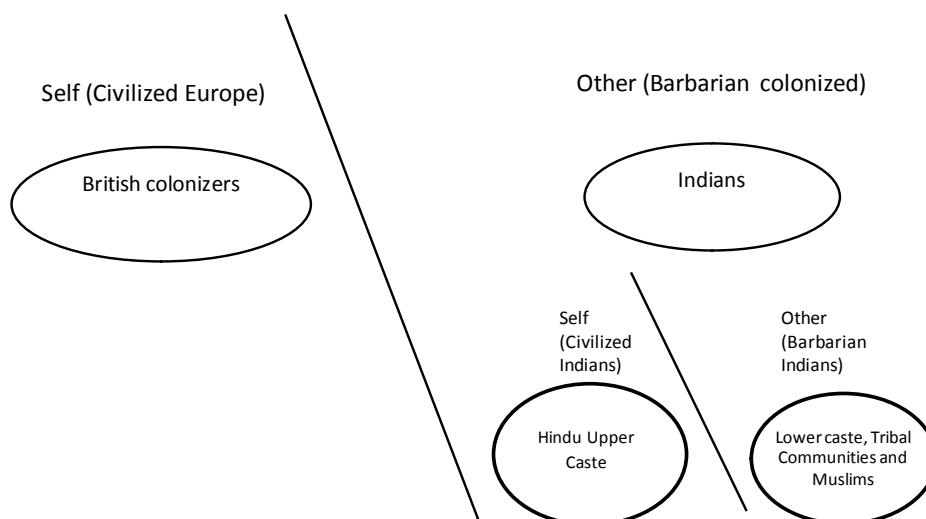 Self (Civilized Europe)
Other (Barbarian colonized)
British colonizers
Indians
Self
(Civilized
Indians)
Other
(Barbarian
Indians)
Hindu Upper
Caste
Lower caste, Tribal
Communities and
Muslims